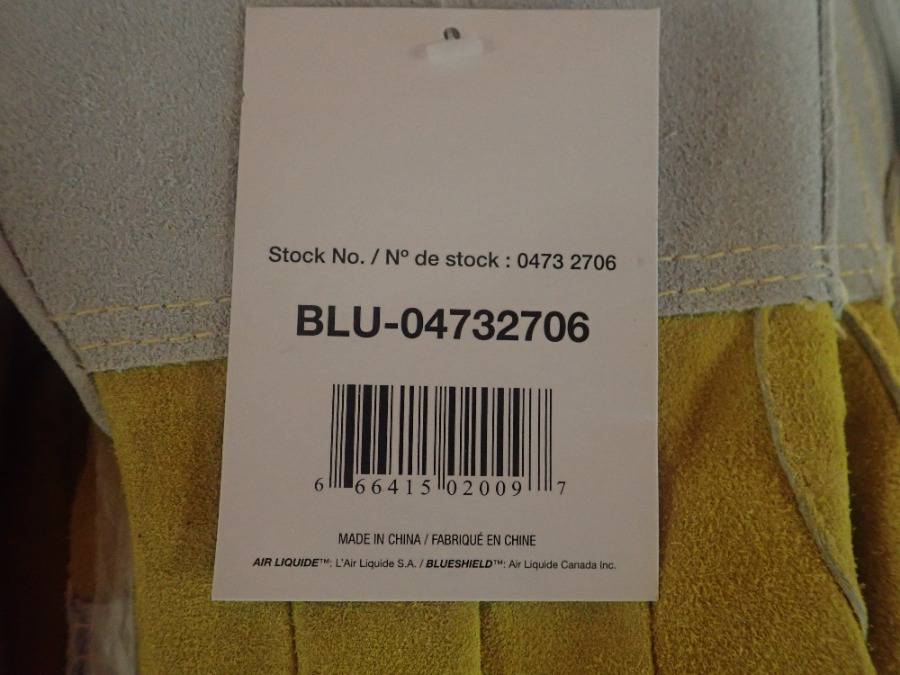 Stock No. / Nº de stock : 0473 2706
BLU-04732706
6 66415 02009 7
MADE IN CHINA / FABRIQUÉ EN CHINE
AIR LIQUIDE™: L'Air Liquide S.A. / BLUESHIELD™: Air Liquide Canada Inc.